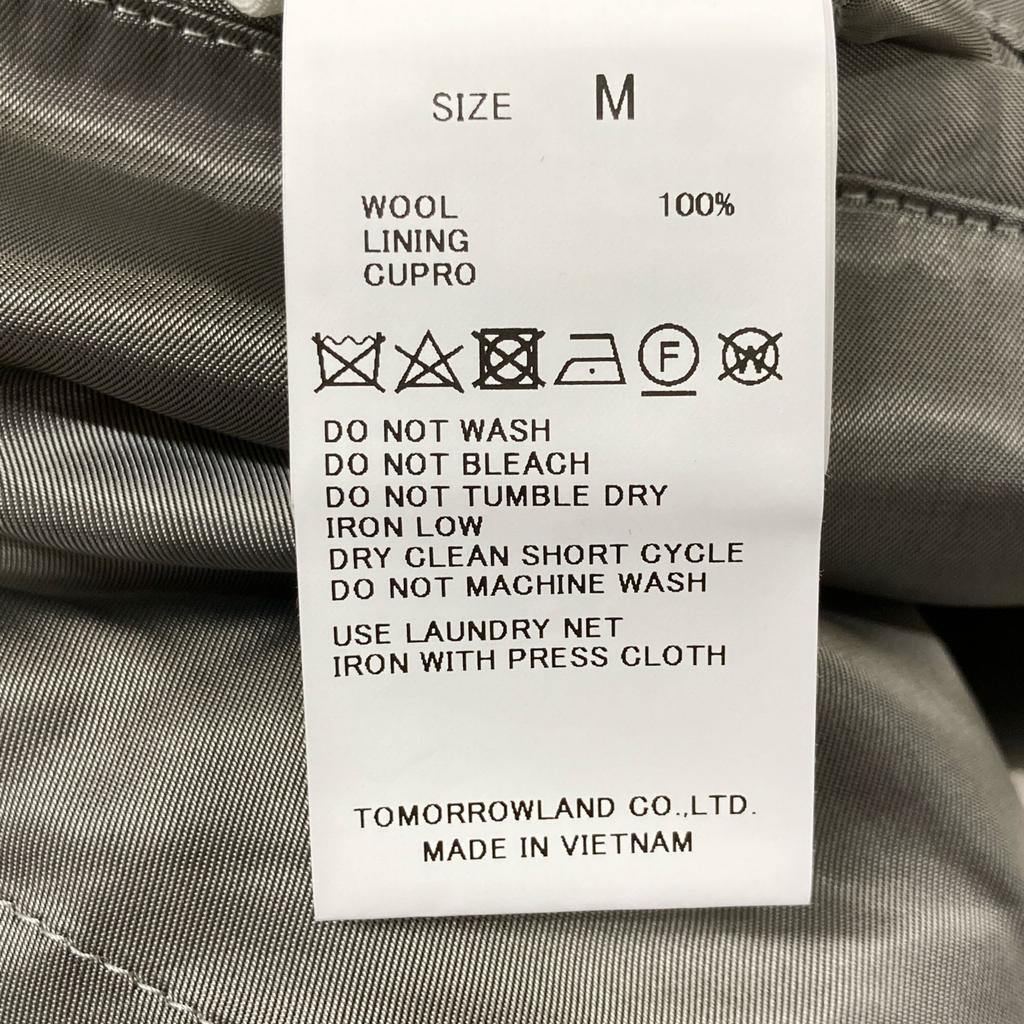 SIZE M
WOOL 100%
LINING
CUPRO
F W
DO NOT WASH
DO NOT BLEACH
DO NOT TUMBLE DRY
IRON LOW
DRY CLEAN SHORT CYCLE
DO NOT MACHINE WASH
USE LAUNDRY NET
IRON WITH PRESS CLOTH
TOMORROWLAND CO.,LTD.
MADE IN VIETNAM